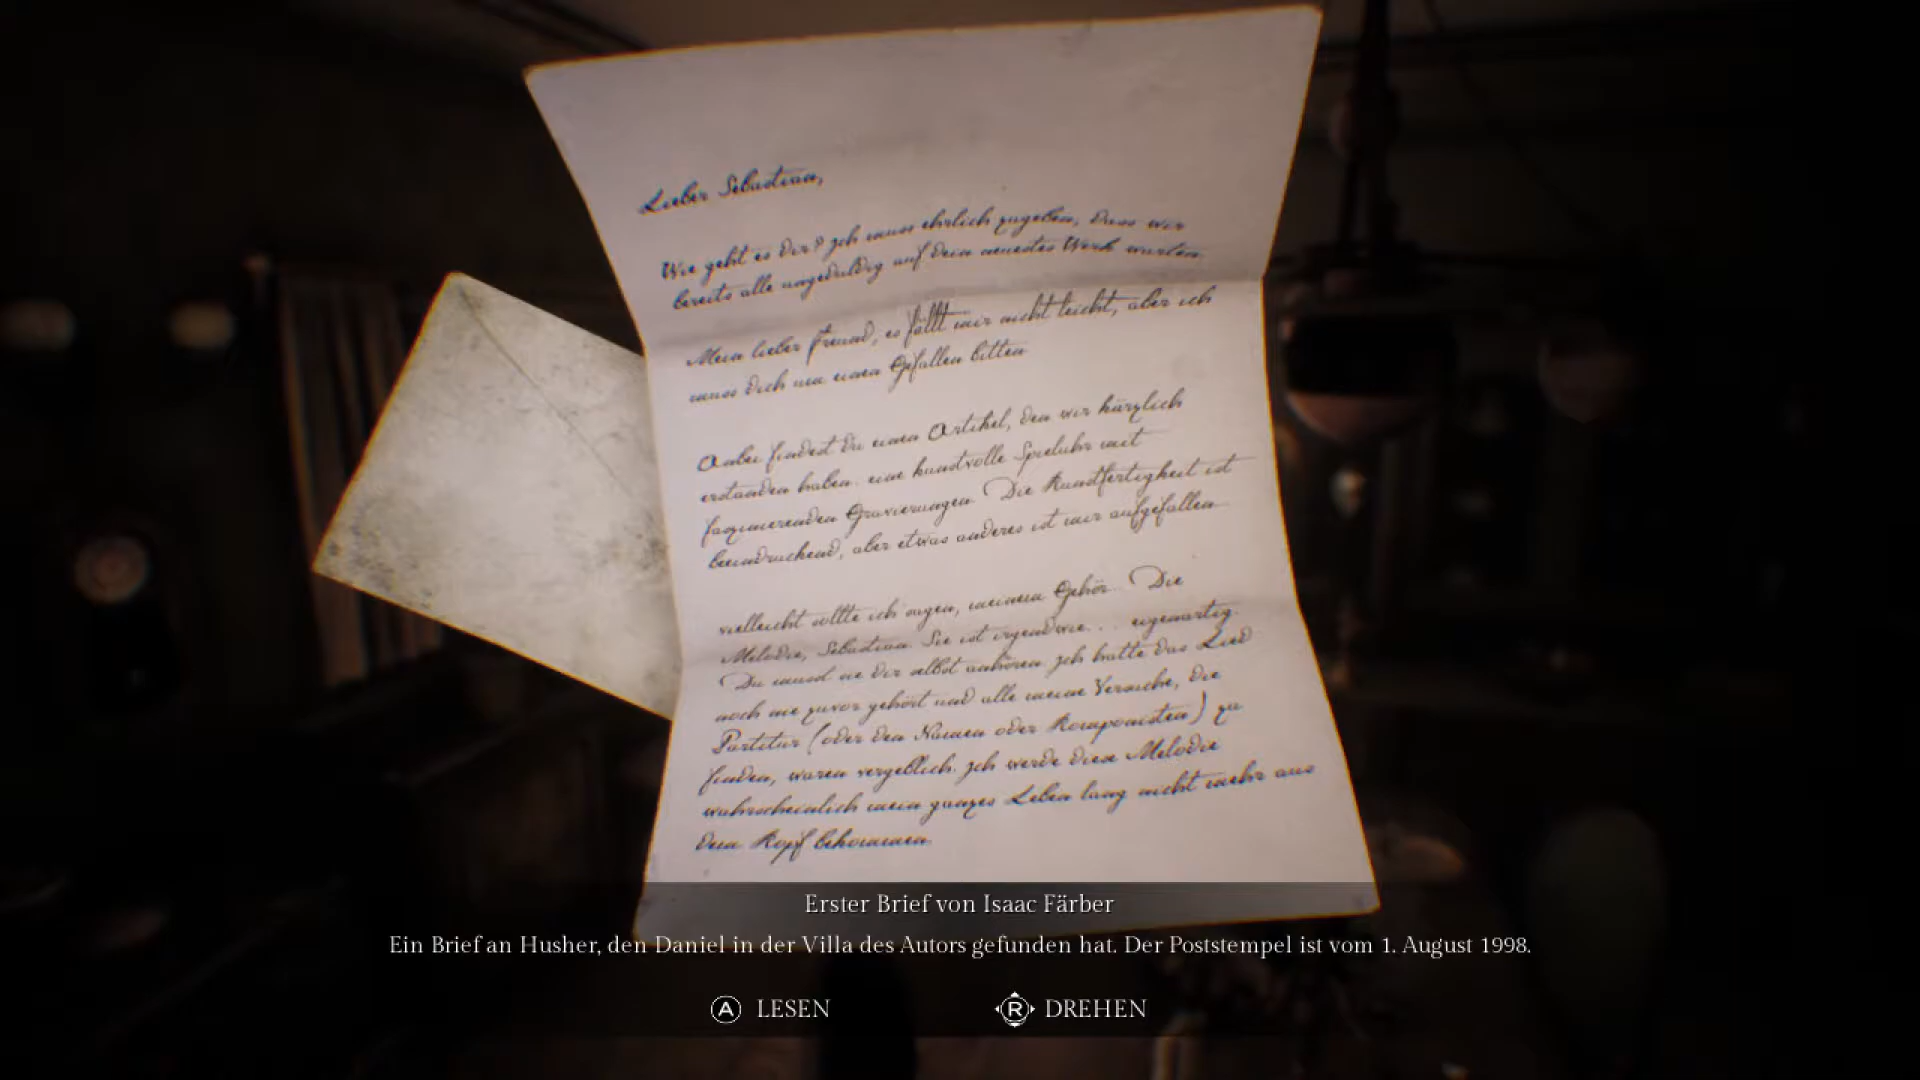 Lieber Sebastian,
Wie geht es dir? Ich muss ehrlich zugeben, dass wir
bereits alle ungeduldig auf dein neuestes Werk warten.
Mein lieber Freund, es fällt mir nicht leicht, aber ich
muss dich um einen Gefallen bitten.
Anbei findest du einen Artikel, den wir kürzlich
erstanden haben: eine kunstvolle Spieluhr mit
faszinierenden Gravierungen. Die Kunstfertigkeit ist
beeindruckend, aber etwas anderes ist mir aufgefallen...
vielleicht sollte ich sagen, meinem Gehör... Die
Melodie, Sebastian. Sie ist irgendwie... eigenartig.
Du musst sie dir selbst anhören. Ich hatte das Lied
noch nie zuvor gehört und alle meine Versuche, die
Partitur (oder den Namen oder Komponisten) zu
finden, waren vergeblich. Ich werde diese Melodie
wahrscheinlich mein ganzes Leben lang nicht mehr aus
dem Kopf bekommen.
Erster Brief von Isaac Färber
Ein Brief an Husher, den Daniel in der Villa des Autors gefunden hat. Der Poststempel ist vom 1. August 1998.
A LESEN R DREHEN